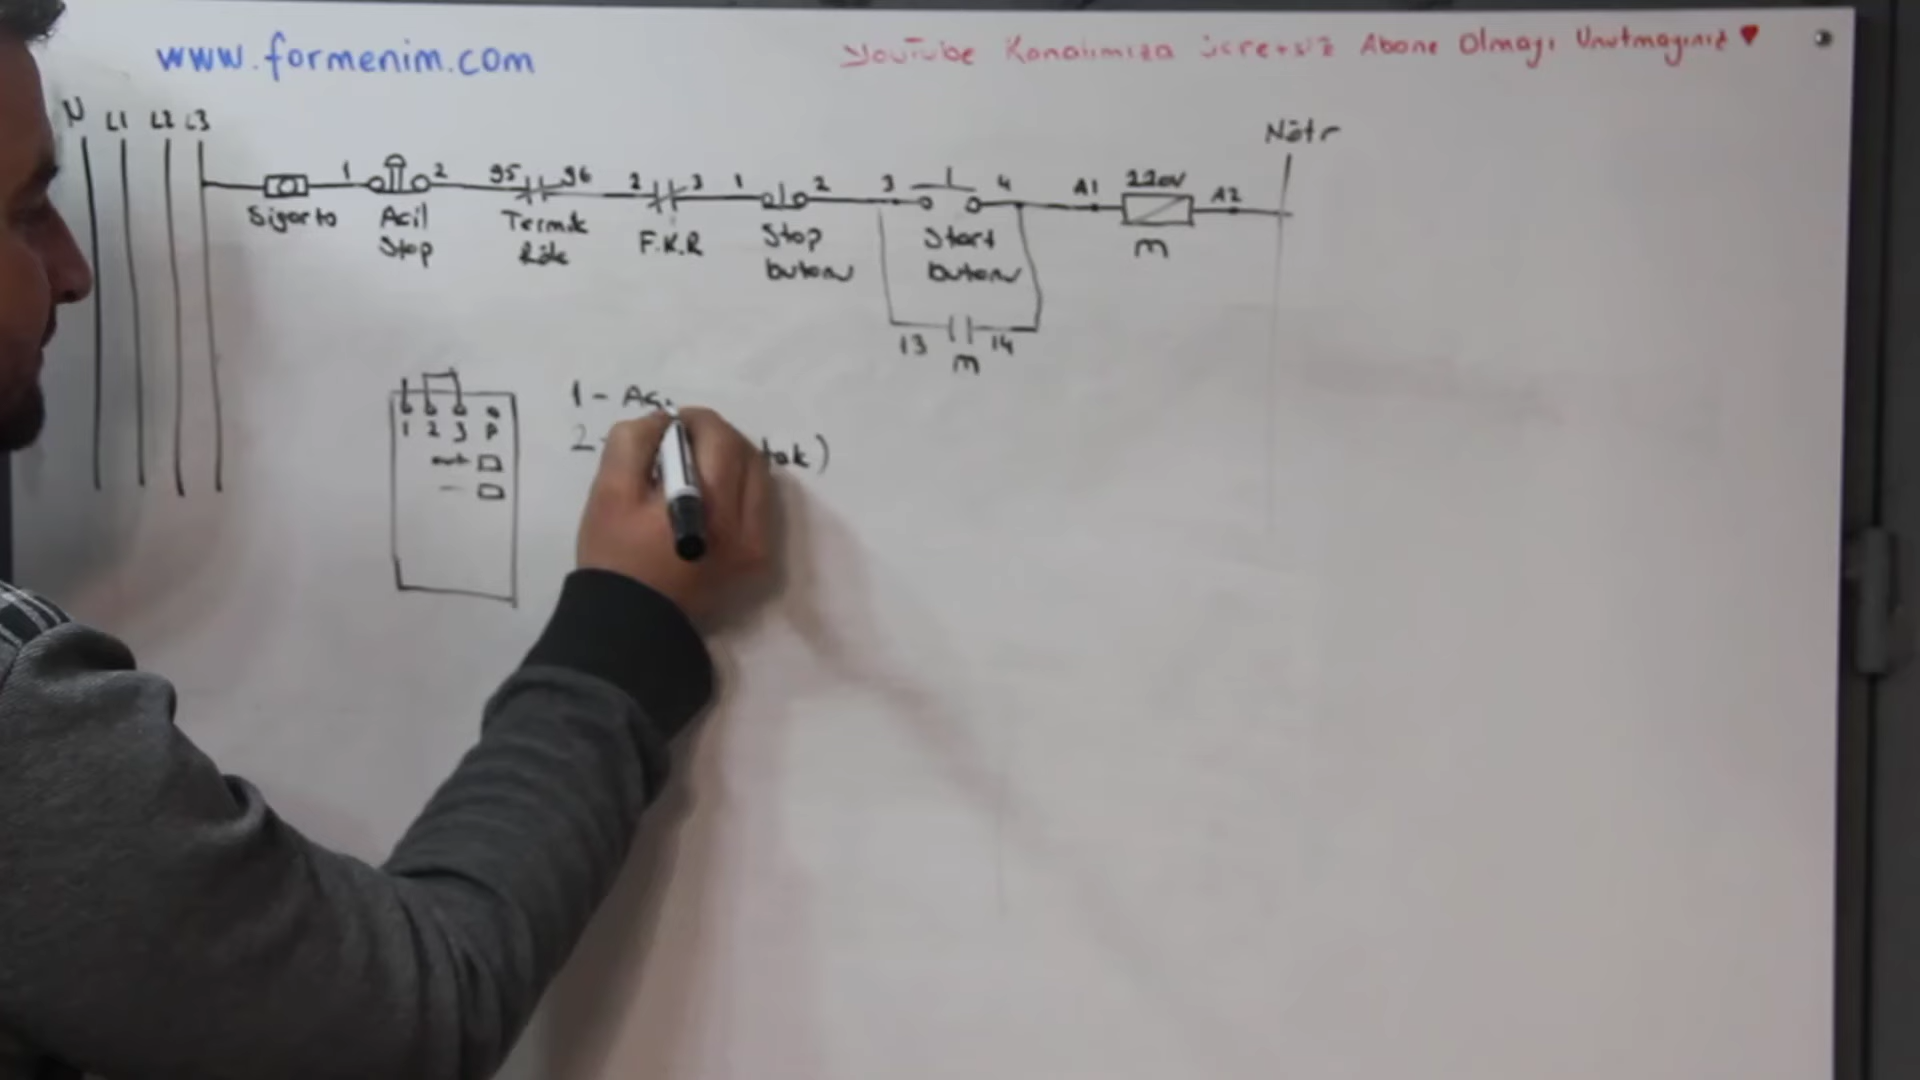 www.formenim.com
YouTube Kanalımıza ücretsiz Abone Olmayı Unutmayınız
N L1 L2 L3
Nötr
1 2 95 96 2 3 1 2 3 4 A1 220V A2
Sigorta Acil Stop Termik Röle F.K.R Stop buton Start buton M
13 14
M
1 2 3 P
1 - Aç
2 -
tak)